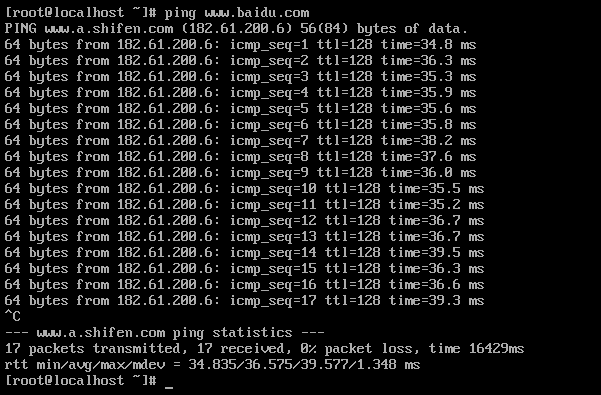 [root@localhost ~]# ping www.baidu.com
PING www.a.shifen.com (182.61.200.6) 56(84) bytes of data.
64 bytes from 182.61.200.6: icmp_seq=1 ttl=128 time=34.8 ms
64 bytes from 182.61.200.6: icmp_seq=2 ttl=128 time=36.3 ms
64 bytes from 182.61.200.6: icmp_seq=3 ttl=128 time=35.3 ms
64 bytes from 182.61.200.6: icmp_seq=4 ttl=128 time=35.9 ms
64 bytes from 182.61.200.6: icmp_seq=5 ttl=128 time=35.6 ms
64 bytes from 182.61.200.6: icmp_seq=6 ttl=128 time=35.8 ms
64 bytes from 182.61.200.6: icmp_seq=7 ttl=128 time=38.2 ms
64 bytes from 182.61.200.6: icmp_seq=8 ttl=128 time=37.6 ms
64 bytes from 182.61.200.6: icmp_seq=9 ttl=128 time=36.0 ms
64 bytes from 182.61.200.6: icmp_seq=10 ttl=128 time=35.5 ms
64 bytes from 182.61.200.6: icmp_seq=11 ttl=128 time=35.2 ms
64 bytes from 182.61.200.6: icmp_seq=12 ttl=128 time=36.7 ms
64 bytes from 182.61.200.6: icmp_seq=13 ttl=128 time=36.7 ms
64 bytes from 182.61.200.6: icmp_seq=14 ttl=128 time=39.5 ms
64 bytes from 182.61.200.6: icmp_seq=15 ttl=128 time=36.3 ms
64 bytes from 182.61.200.6: icmp_seq=16 ttl=128 time=36.6 ms
64 bytes from 182.61.200.6: icmp_seq=17 ttl=128 time=39.3 ms
^C
--- www.a.shifen.com ping statistics ---
17 packets transmitted, 17 received, 0% packet loss, time 16429ms
rtt min/avg/max/mdev = 34.835/36.575/39.577/1.348 ms
[root@localhost ~]# _